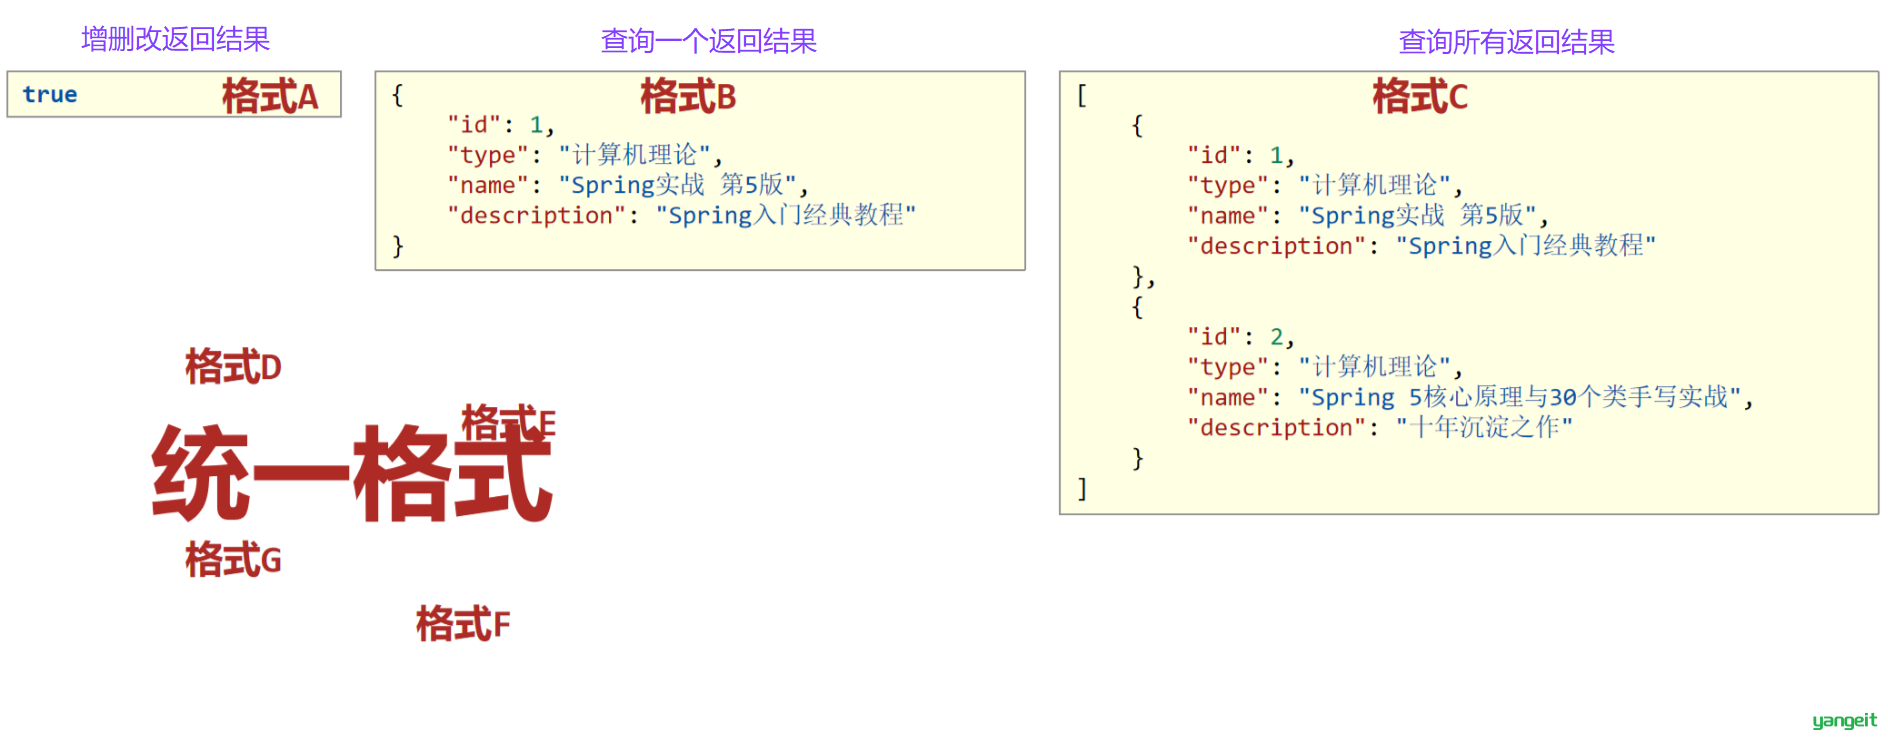 增删改返回结果
true 格式A
查询一个返回结果
{ 格式B
"id": 1,
"type": "计算机理论",
"name": "Spring实战 第5版",
"description": "Spring入门经典教程"
}
查询所有返回结果
[ 格式C
{
"id": 1,
"type": "计算机理论",
"name": "Spring实战 第5版",
"description": "Spring入门经典教程"
},
{
"id": 2,
"type": "计算机理论",
"name": "Spring 5核心原理与30个类手写实战",
"description": "十年沉淀之作"
}
]
格式D
格式E
统一格式
格式G
格式F
yangeit